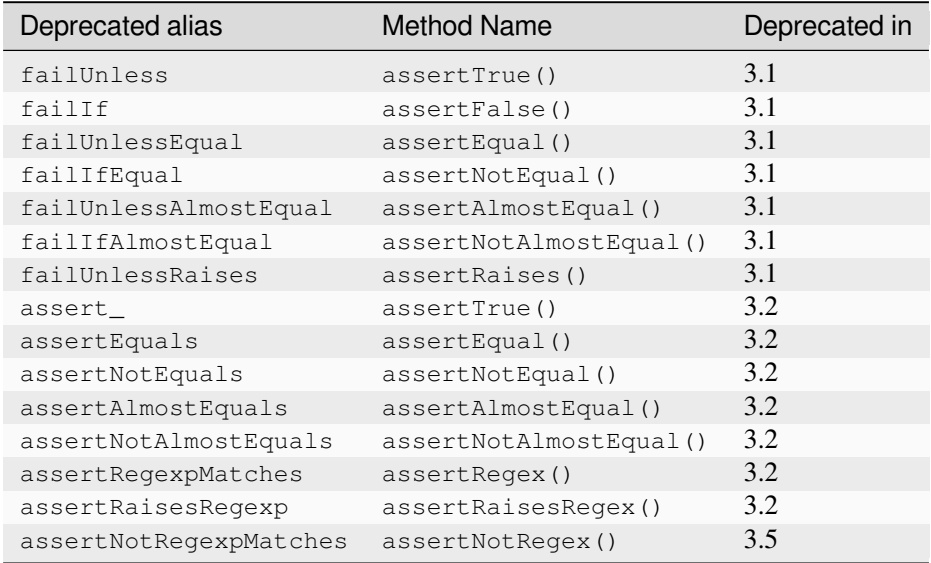 Deprecated alias Method Name Deprecated in
failUnless assertTrue() 3.1
failIf assertFalse() 3.1
failUnlessEqual assertEqual() 3.1
failIfEqual assertNotEqual() 3.1
failUnlessAlmostEqual assertAlmostEqual() 3.1
failIfAlmostEqual assertNotAlmostEqual() 3.1
failUnlessRaises assertRaises() 3.1
assert_ assertTrue() 3.2
assertEquals assertEqual() 3.2
assertNotEquals assertNotEqual() 3.2
assertAlmostEquals assertAlmostEqual() 3.2
assertNotAlmostEquals assertNotAlmostEqual() 3.2
assertRegexpMatches assertRegex() 3.2
assertRaisesRegexp assertRaisesRegex() 3.2
assertNotRegexpMatches assertNotRegex() 3.5